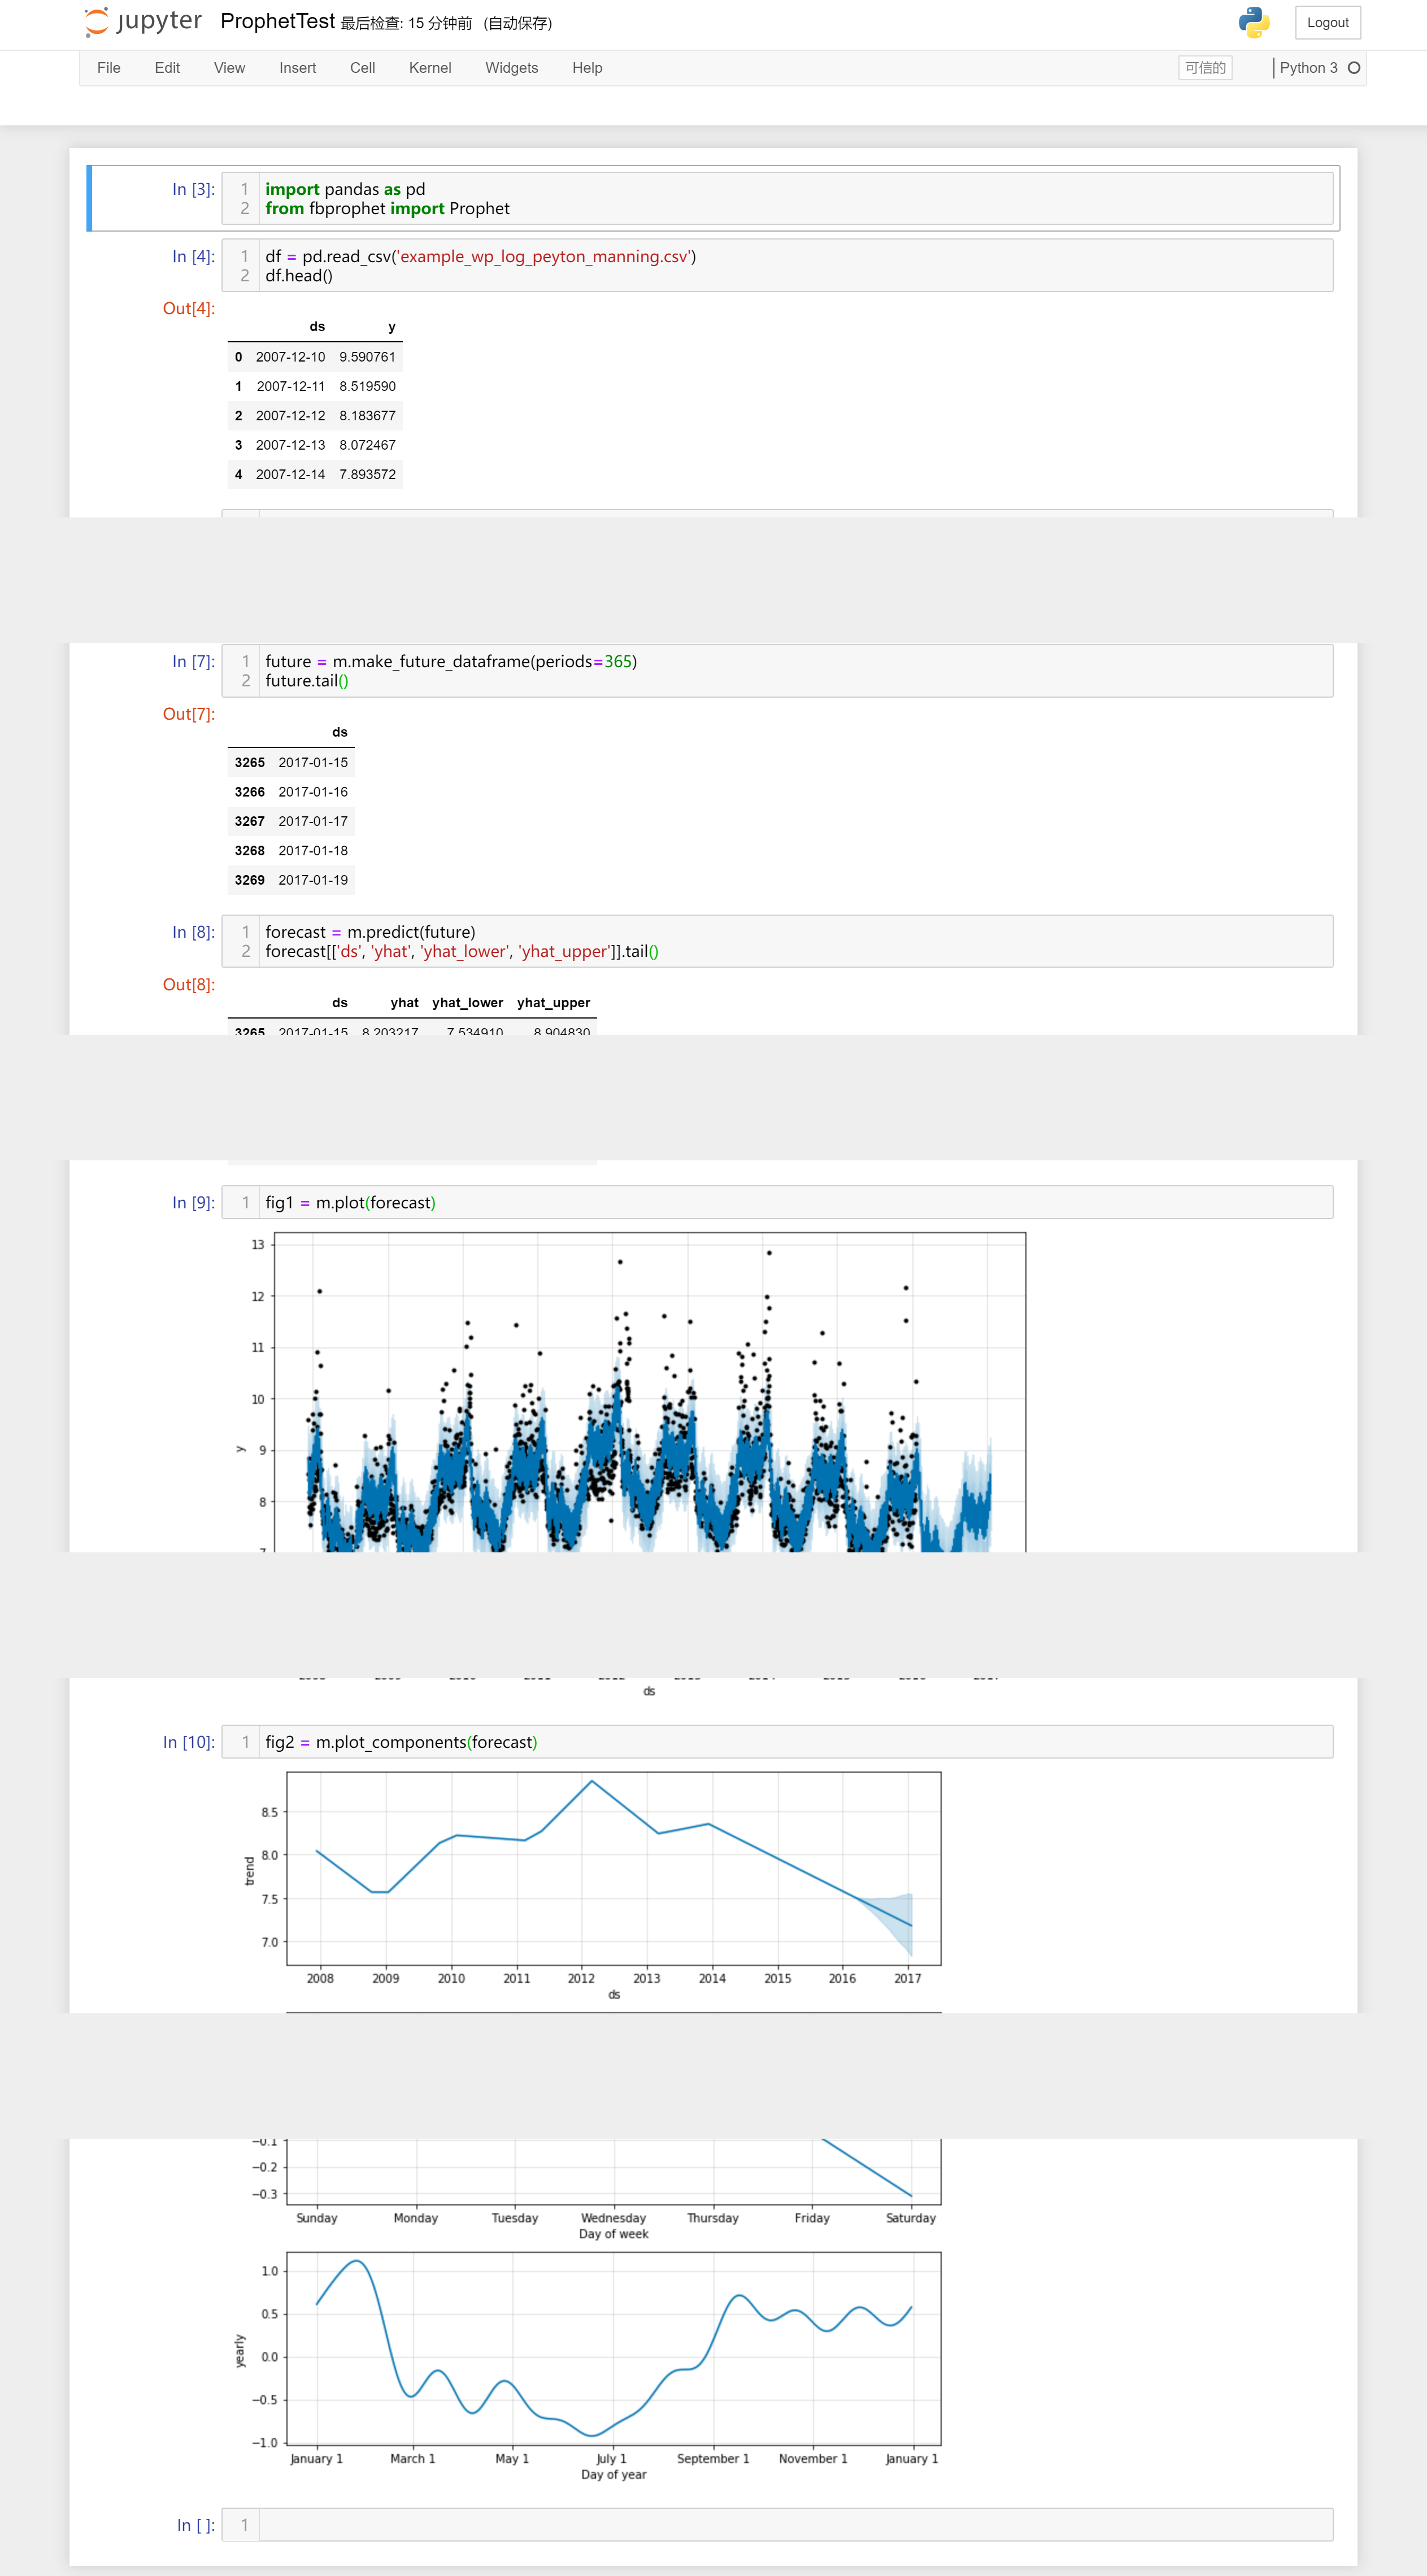 jupyter ProphetTest 最后检查: 15 分钟前 (自动保存) Logout
File Edit View Insert Cell Kernel Widgets Help 可信的 Python 3
In [3]: 1 import pandas as pd
2 from fbprophet import Prophet
In [4]: 1 df = pd.read_csv('example_wp_log_peyton_manning.csv')
2 df.head()
Out[4]:
ds y
0 2007-12-10 9.590761
1 2007-12-11 8.519590
2 2007-12-12 8.183677
3 2007-12-13 8.072467
4 2007-12-14 7.893572
In [7]: 1 future = m.make_future_dataframe(periods=365)
2 future.tail()
Out[7]:
ds
3265 2017-01-15
3266 2017-01-16
3267 2017-01-17
3268 2017-01-18
3269 2017-01-19
In [8]: 1 forecast = m.predict(future)
2 forecast[['ds', 'yhat', 'yhat_lower', 'yhat_upper']].tail()
Out[8]:
ds yhat yhat_lower yhat_upper
3265 2017-01-15 8.203217 7.534910 8.904830
In [9]: 1 fig1 = m.plot(forecast)
13
12
11
10
9
y
8
ds
In [10]: 1 fig2 = m.plot_components(forecast)
8.5
8.0
trend
7.5
7.0
2008 2009 2010 2011 2012 2013 2014 2015 2016 2017
ds
−0.1
−0.2
−0.3
Sunday Monday Tuesday Wednesday Thursday Friday Saturday
Day of week
1.0
0.5
0.0
yearly
−0.5
−1.0
January 1 March 1 May 1 July 1 September 1 November 1 January 1
Day of year
In [ ]: 1